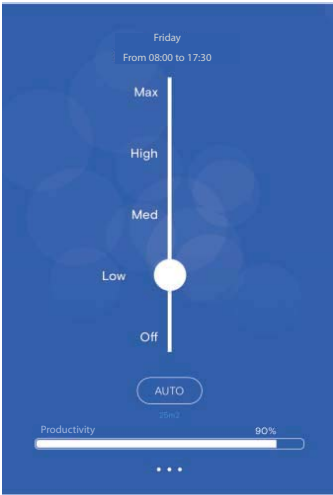 Friday
From 08:00 to 17:30
Max
High
Med
Low
Off
AUTO
Productivity 90%